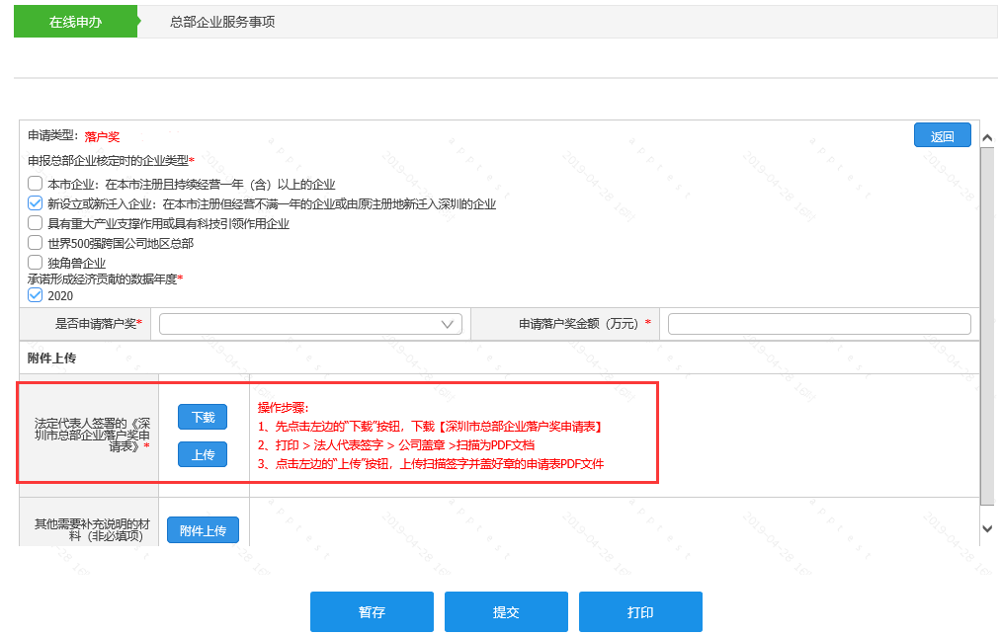 在线申办
总部企业服务事项
申请类型：落户奖
返回
申报总部企业核定时的企业类型*
本市企业：在本市注册且持续经营一年（含）以上的企业
新设立或新迁入企业：在本市注册但经营不满一年的企业或由原注册地新迁入深圳的企业
具有重大产业支撑作用或具有科技引领作用企业
世界500强跨国公司地区总部
独角兽企业
承诺形成经济贡献的数据年度*
2020
是否申请落户奖*
申请落户奖金额（万元）*
附件上传
法定代表人签署的《深
圳市总部企业落户奖申
请表》*
下载
上传
操作步骤：
1、先点击左边的“下载”按钮，下载【深圳市总部企业落户奖申请表】
2、打印 > 法人代表签字 > 公司盖章 >扫描为PDF文档
3、点击左边的“上传”按钮，上传扫描签字并盖好章的申请表PDF文件
其他需要补充说明的材
料（非必填项）
附件上传
暂存
提交
打印